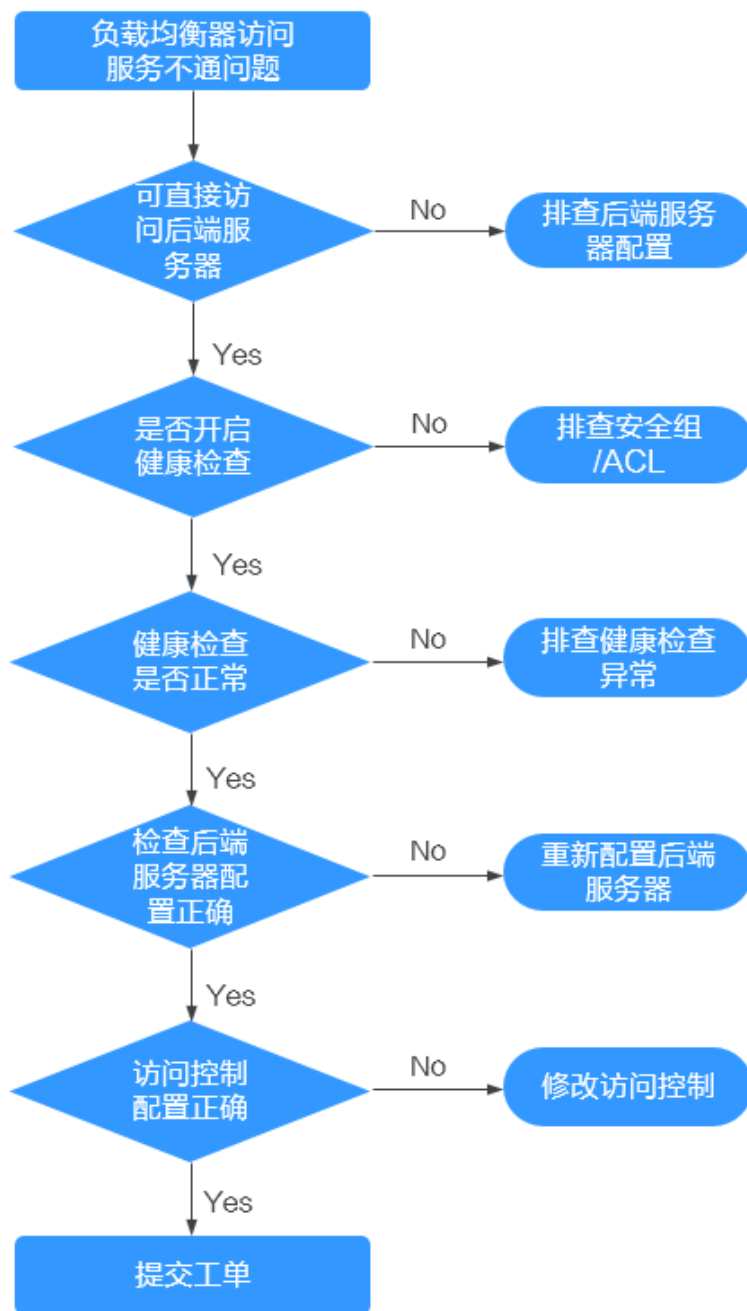 负载均衡器访问
服务不通问题
可直接访
问后端服
务器
No
排查后端服务
器配置
Yes
是否开启
健康检查
No
排查安全组
/ACL
Yes
健康检查
是否正常
No
排查健康检查
异常
Yes
检查后端
服务器配
置正确
No
重新配置后端
服务器
Yes
访问控制
配置正确
No
修改访问控制
Yes
提交工单